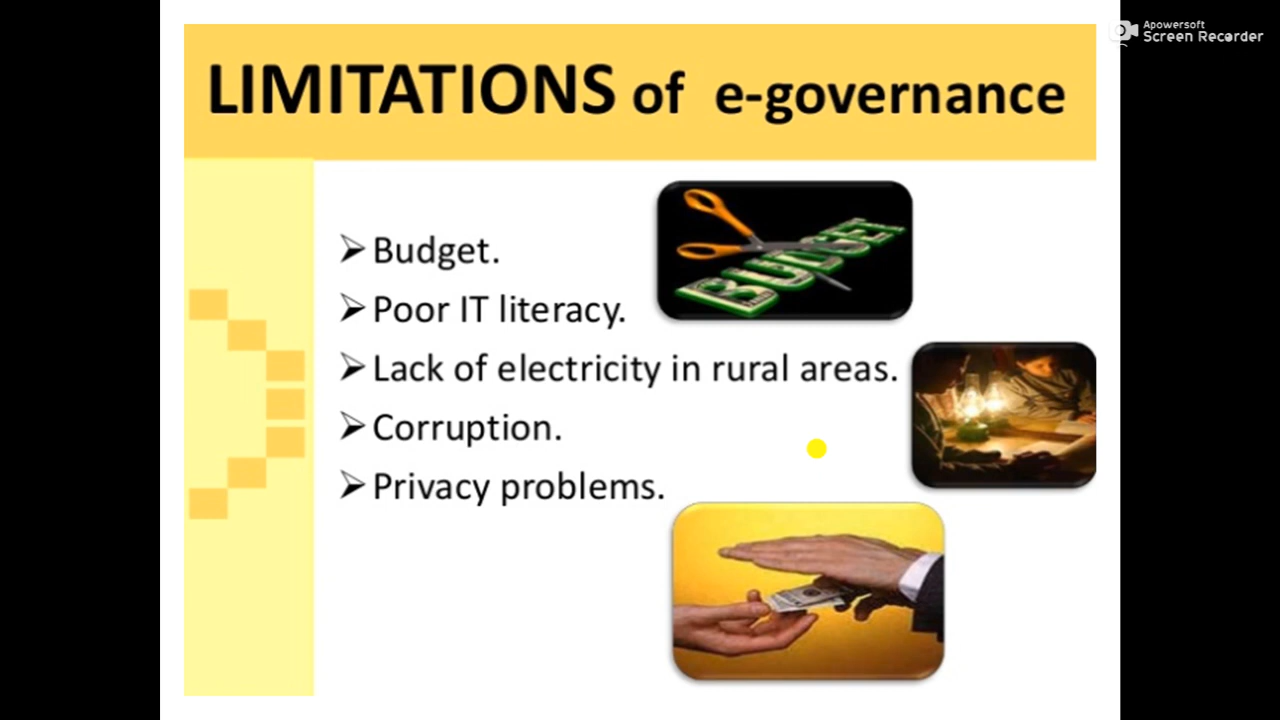 Apowersoft
Screen Recorder
LIMITATIONS of e-governance
➢Budget.
➢Poor IT literacy.
➢Lack of electricity in rural areas.
➢Corruption.
➢Privacy problems.
BUDGET